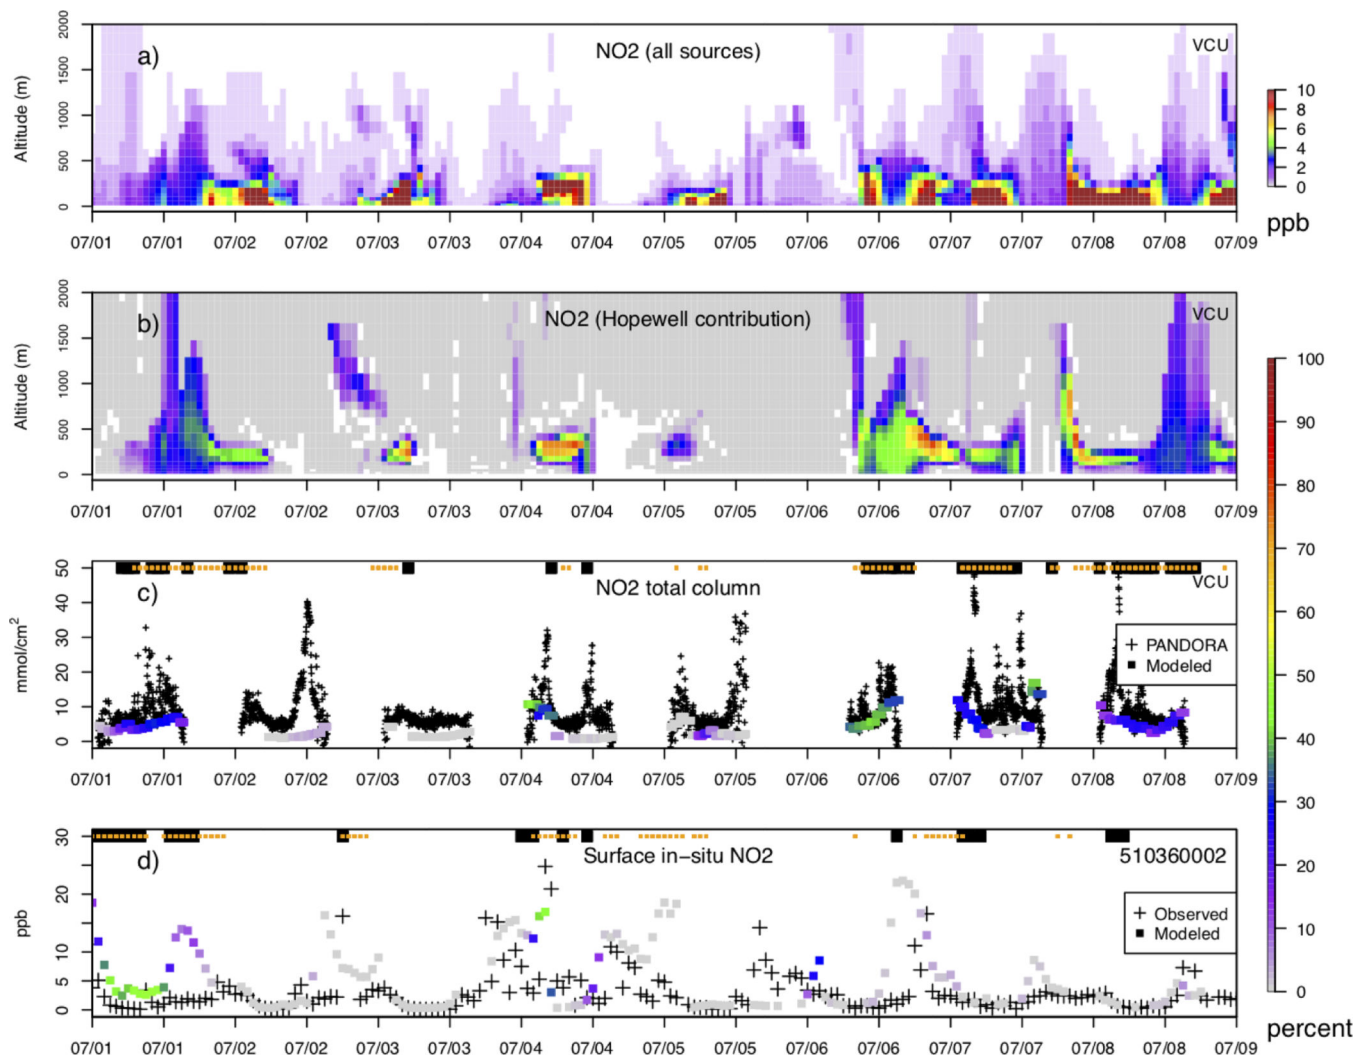 a) NO2 (all sources) VCU
Altitude (m)
2000
1500
1000
500
0
10
8
6
4
2
0
ppb
07/01 07/01 07/02 07/02 07/03 07/03 07/04 07/04 07/05 07/05 07/06 07/06 07/07 07/07 07/08 07/08 07/09
b) NO2 (Hopewell contribution) VCU
Altitude (m)
2000
1500
1000
500
0
07/01 07/01 07/02 07/02 07/03 07/03 07/04 07/04 07/05 07/05 07/06 07/06 07/07 07/07 07/08 07/08 07/09
c) NO2 total column VCU
mmol/cm²
50
40
30
20
10
0
+ PANDORA
■ Modeled
07/01 07/01 07/02 07/02 07/03 07/03 07/04 07/04 07/05 07/05 07/06 07/06 07/07 07/07 07/08 07/08 07/09
d) Surface in−situ NO2 510360002
ppb
30
20
10
5
0
+ Observed
■ Modeled
07/01 07/01 07/02 07/02 07/03 07/03 07/04 07/04 07/05 07/05 07/06 07/06 07/07 07/07 07/08 07/08 07/09
100
90
80
70
60
50
40
30
20
10
0
percent